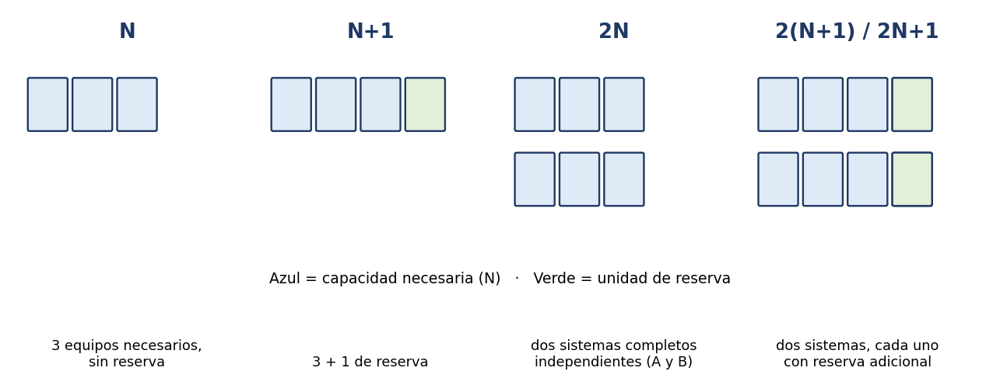 N
N+1
2N
2(N+1) / 2N+1
Azul = capacidad necesaria (N)   ·   Verde = unidad de reserva
3 equipos necesarios,
sin reserva
3 + 1 de reserva
dos sistemas completos
independientes (A y B)
dos sistemas, cada uno
con reserva adicional